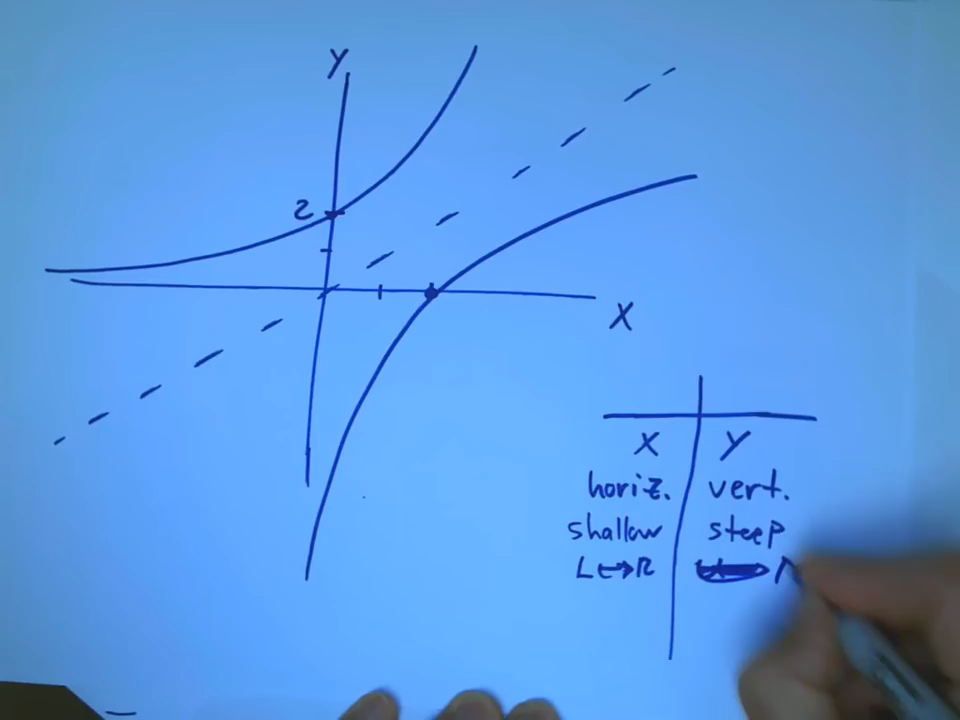 Y
2
X
X Y
horiz. vert.
shallow steep
L↔R